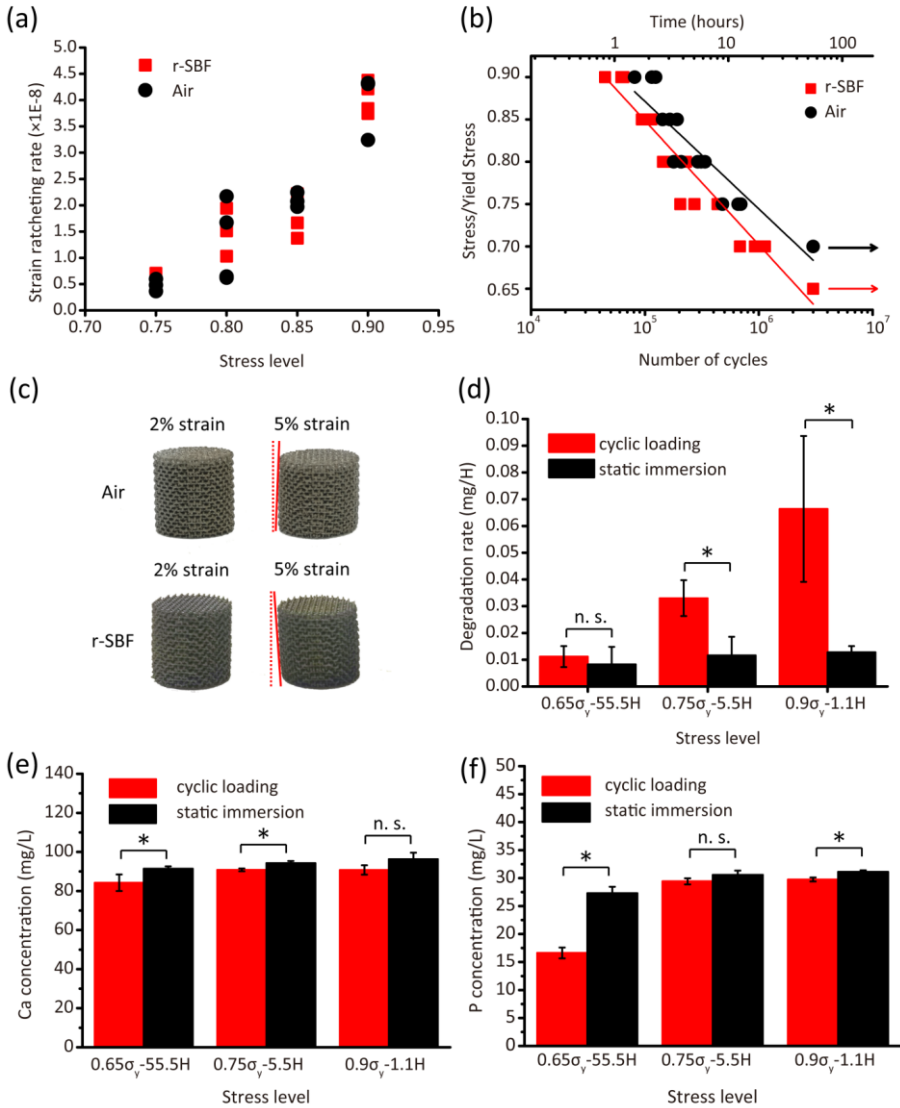 (a)
5.0
4.5
4.0
3.5
3.0
2.5
2.0
1.5
1.0
0.5
0.0
Strain ratcheting rate (×1E-8)
r-SBF
Air
0.70 0.75 0.80 0.85 0.90 0.95
Stress level
(b)
Time (hours)
1 10 100
0.90
0.85
0.80
0.75
0.70
0.65
Stress/Yield Stress
r-SBF
Air
10⁴ 10⁵ 10⁶ 10⁷
Number of cycles
(c)
2% strain 5% strain
Air
2% strain 5% strain
r-SBF
(d)
0.10
0.09
0.08
0.07
0.06
0.05
0.04
0.03
0.02
0.01
0.00
Degradation rate (mg/H)
cyclic loading
static immersion
n. s.
*
*
0.65σy-55.5H 0.75σy-5.5H 0.9σy-1.1H
Stress level
(e)
140
120
100
80
60
40
20
0
Ca concentration (mg/L)
cyclic loading
static immersion
*
*
n. s.
0.65σy-55.5H 0.75σy-5.5H 0.9σy-1.1H
Stress level
(f)
50
45
40
35
30
25
20
15
10
5
0
P concentration (mg/L)
cyclic loading
static immersion
*
n. s.
*
0.65σy-55.5H 0.75σy-5.5H 0.9σy-1.1H
Stress level